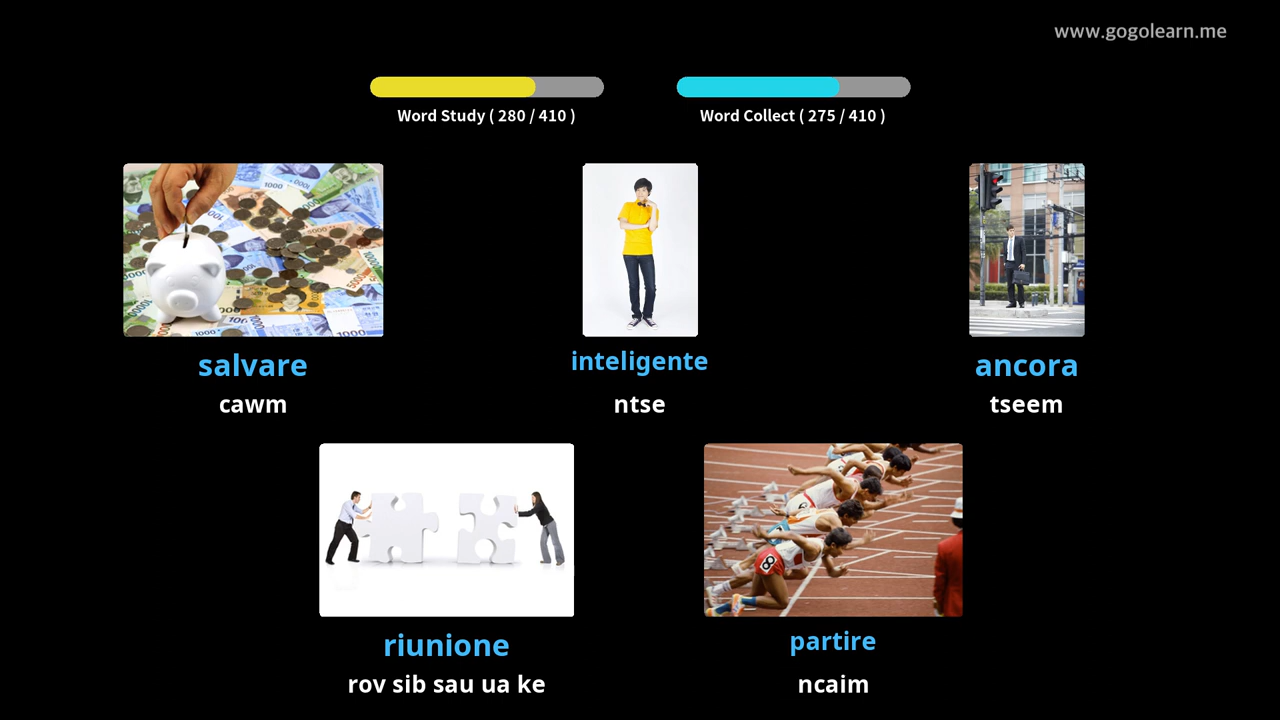 www.gogolearn.me
Word Study ( 280 / 410 )
Word Collect ( 275 / 410 )
salvare
cawm
inteligente
ntse
ancora
tseem
riunione
rov sib sau ua ke
partire
ncaim